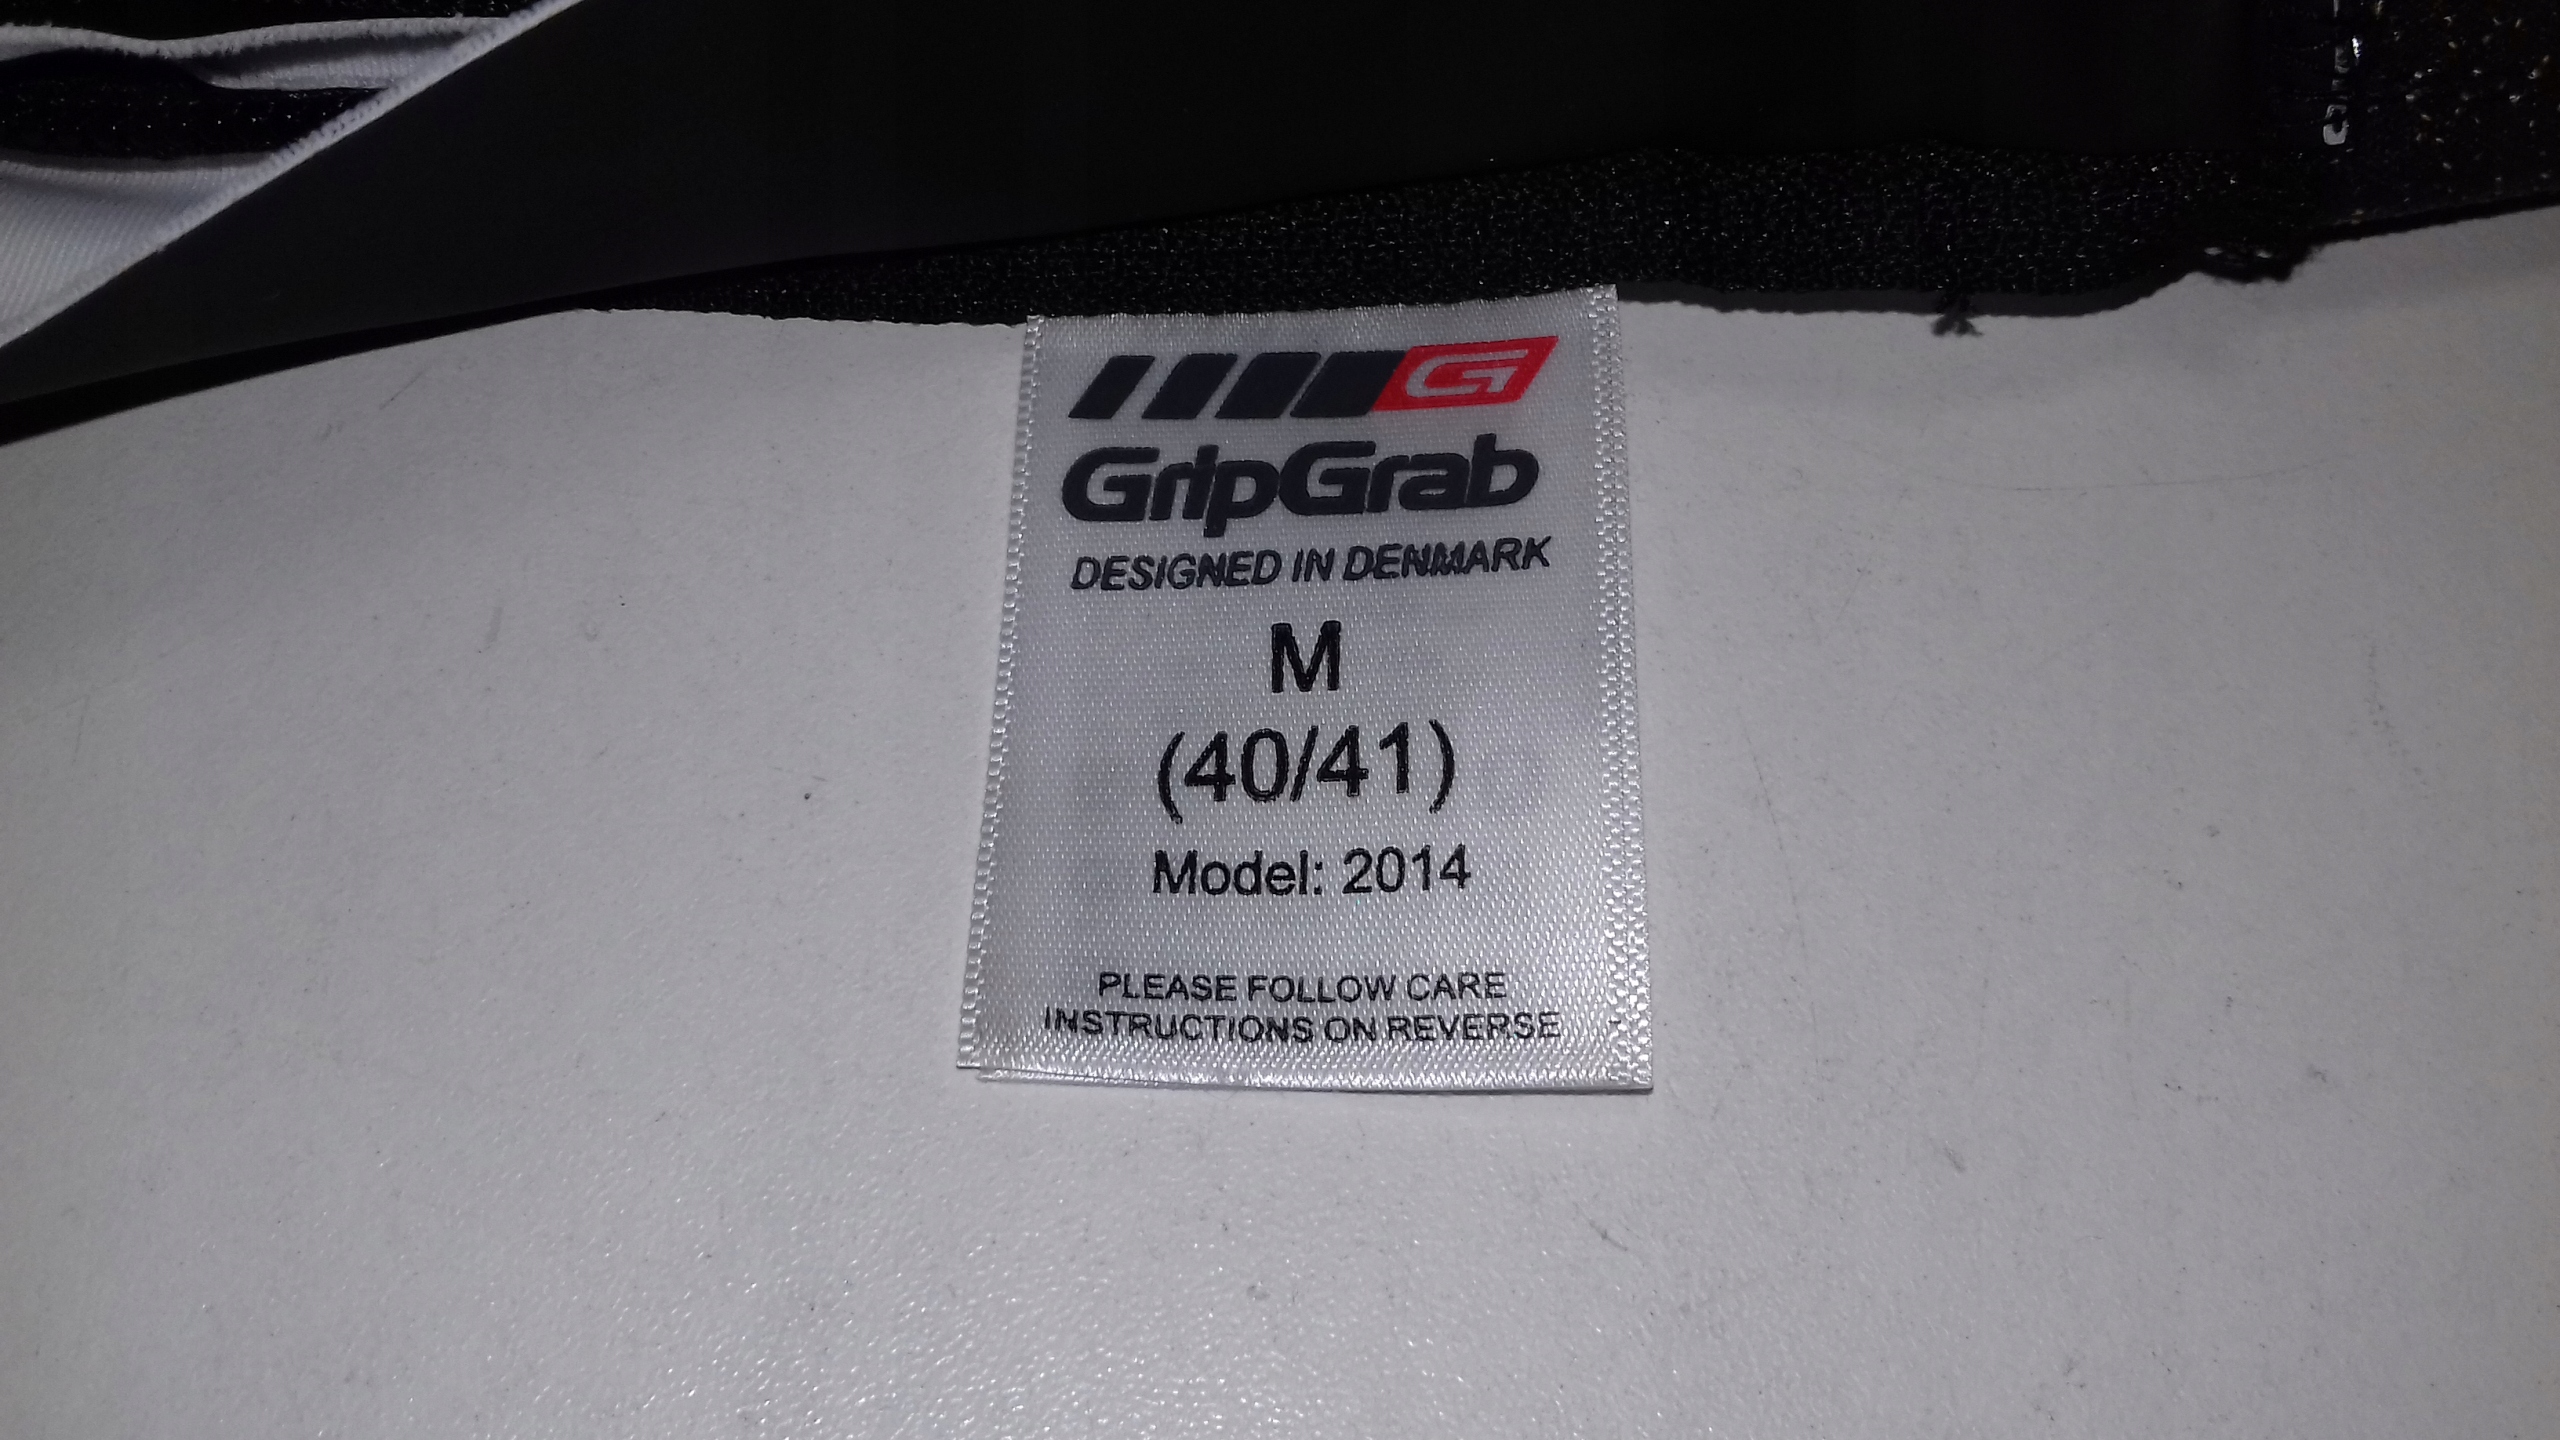 G
GripGrab
DESIGNED IN DENMARK
M
(40/41)
Model: 2014
PLEASE FOLLOW CARE
INSTRUCTIONS ON REVERSE